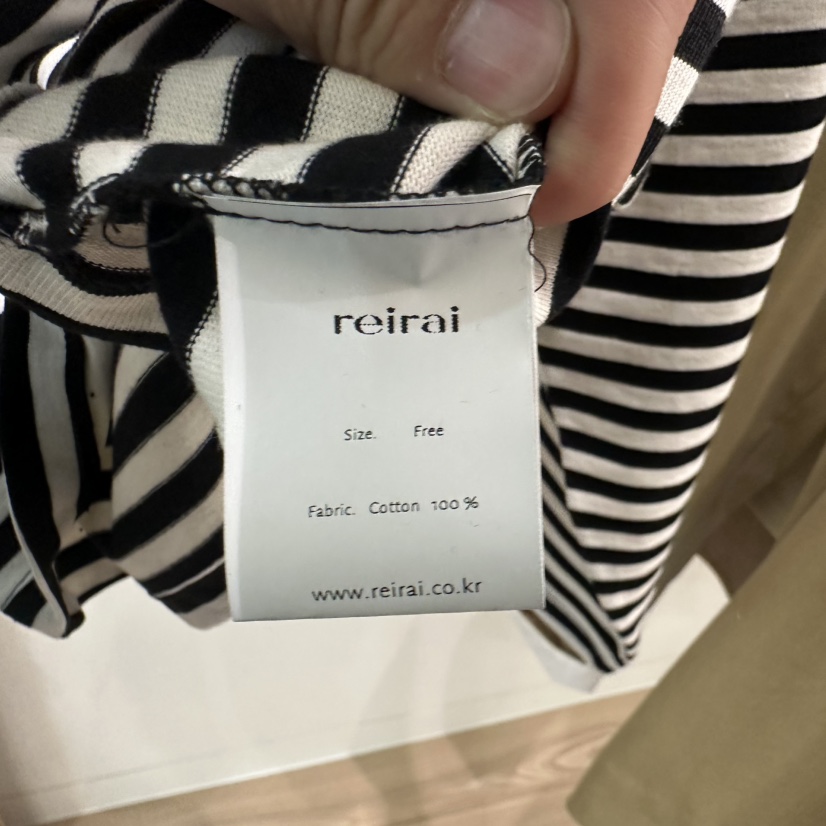 reirai
Size. Free
Fabric. Cotton 100%
www.reirai.co.kr